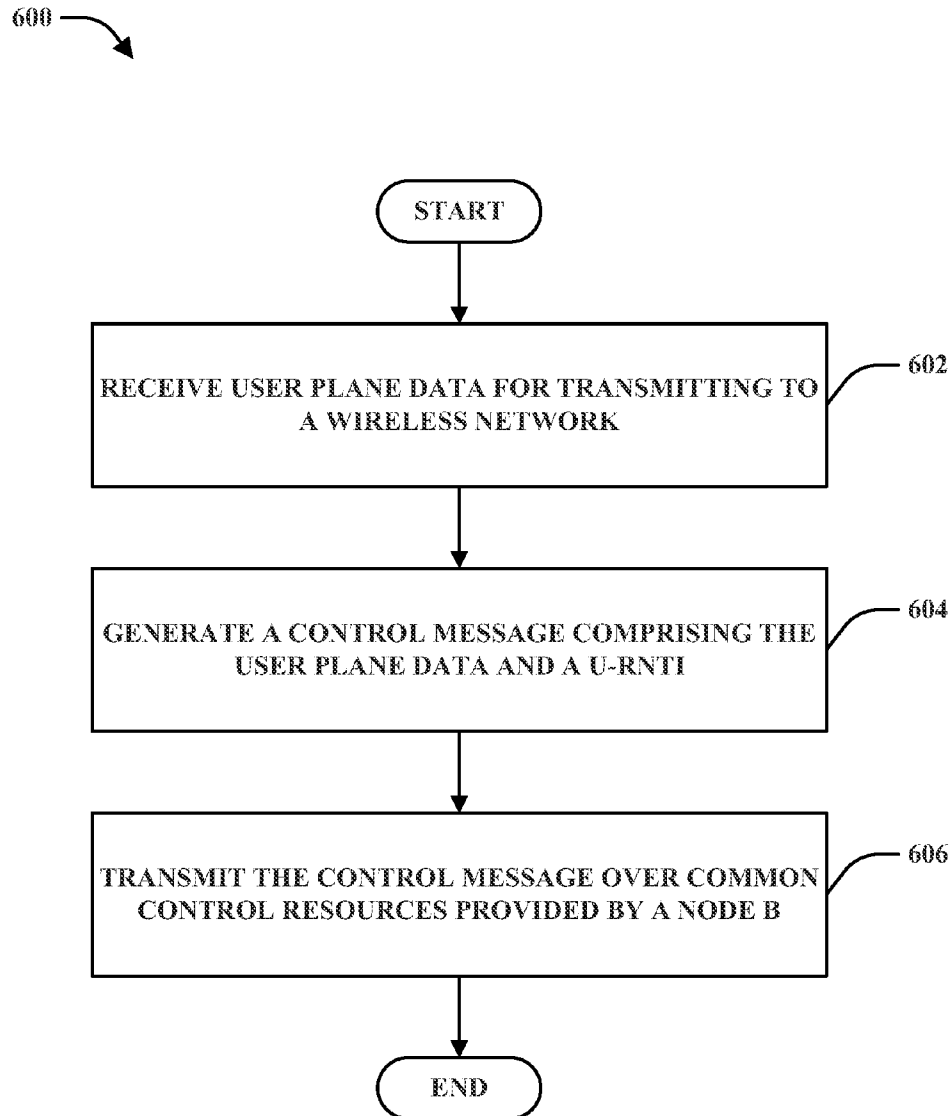 600
START
RECEIVE USER PLANE DATA FOR TRANSMITTING TO
A WIRELESS NETWORK
602
GENERATE A CONTROL MESSAGE COMPRISING THE
USER PLANE DATA AND A U-RNTI
604
TRANSMIT THE CONTROL MESSAGE OVER COMMON
CONTROL RESOURCES PROVIDED BY A NODE B
606
END